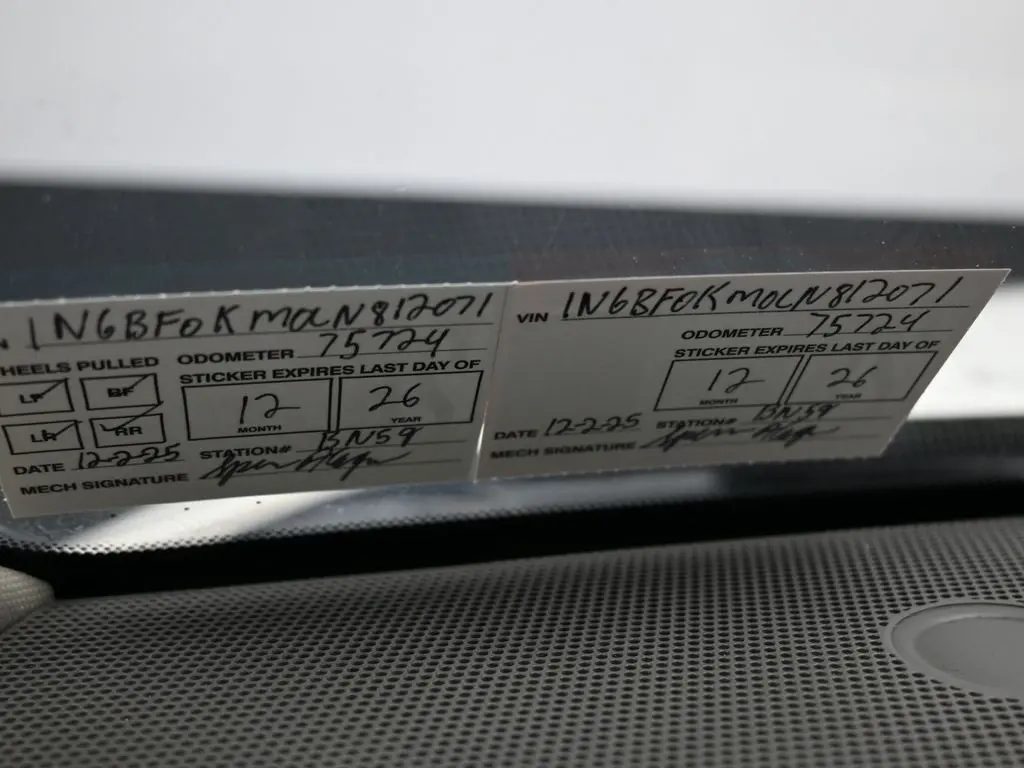 1N6BF0KM0LN812071
HEELS PULLED
ODOMETER 75724
STICKER EXPIRES LAST DAY OF
LF RF
12 26
MONTH YEAR
LR RR
DATE 12-2-25 STATION# BN59
MECH SIGNATURE
VIN 1N6BF0KM0LN812071
ODOMETER 75724
STICKER EXPIRES LAST DAY OF
12 26
MONTH YEAR
DATE 12-2-25 STATION# BN59
MECH SIGNATURE